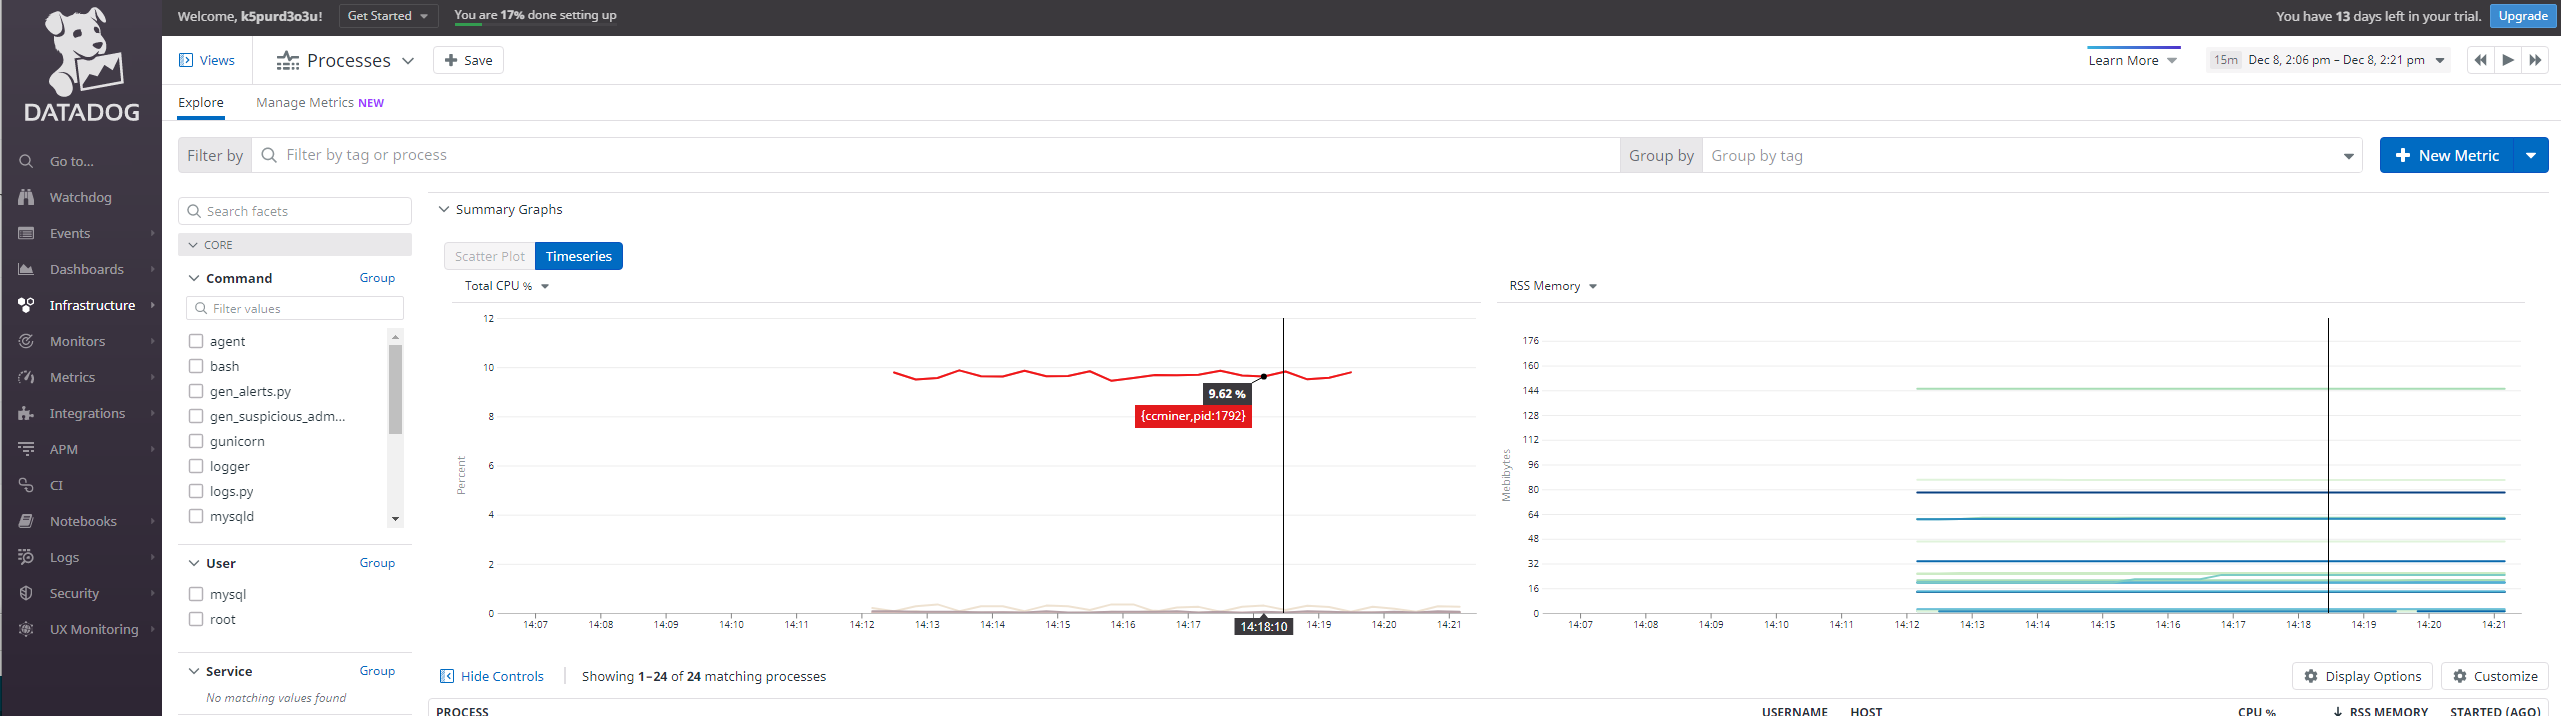 Welcome, k5purd3o3u!
Get Started
You are 17% done setting up
You have 13 days left in your trial.
Upgrade
DATADOG
Go to...
Watchdog
Events
Dashboards
Infrastructure
Monitors
Metrics
Integrations
APM
CI
Notebooks
Logs
Security
UX Monitoring
Views
Processes
Save
Learn More
15m Dec 8, 2:06 pm – Dec 8, 2:21 pm
Explore
Manage Metrics NEW
Filter by
Filter by tag or process
Group by
Group by tag
New Metric
Search facets
CORE
Command
Group
Filter values
agent
bash
gen_alerts.py
gen_suspicious_adm...
gunicorn
logger
logs.py
mysqld
User
Group
mysql
root
Service
Group
No matching values found
Summary Graphs
Scatter Plot
Timeseries
Total CPU %
12
10
8
6
4
2
0
Percent
9.62 %
{ccminer,pid:1792}
14:07 14:08 14:09 14:10 14:11 14:12 14:13 14:14 14:15 14:16 14:17 14:18:10 14:19 14:20 14:21
RSS Memory
176
160
144
128
112
96
80
64
48
32
16
0
Mebibytes
14:07 14:08 14:09 14:10 14:11 14:12 14:13 14:14 14:15 14:16 14:17 14:18 14:19 14:20 14:21
Hide Controls
Showing 1–24 of 24 matching processes
Display Options
Customize
PROCESS
USERNAME
HOST
CPU %
RSS MEMORY
STARTED (AGO)